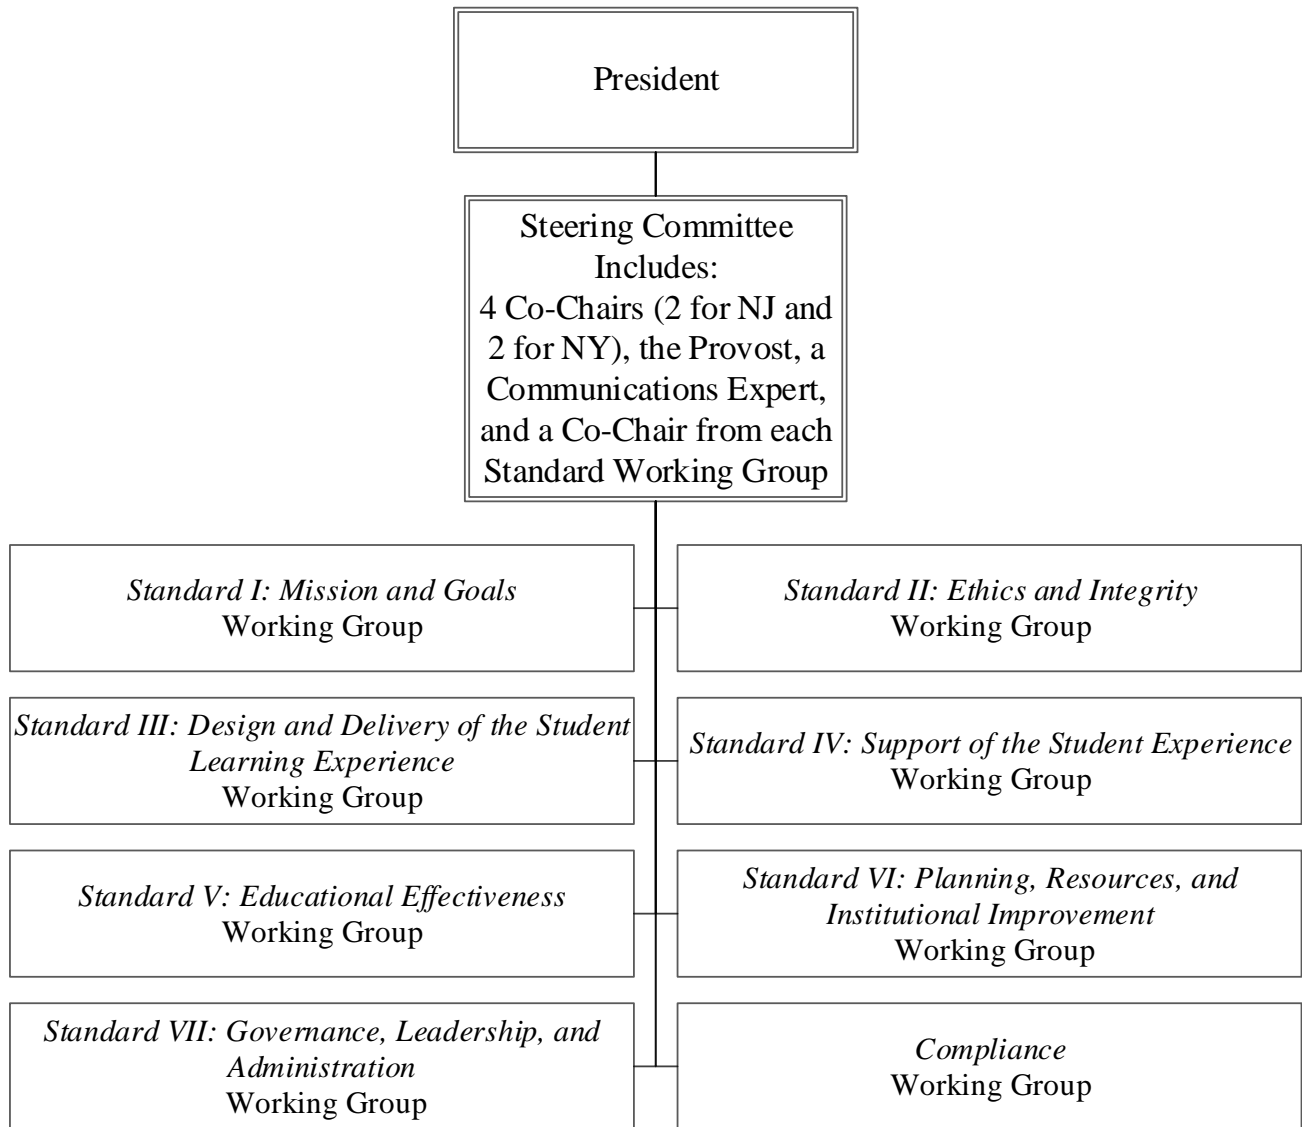 President
Steering Committee
Includes:
4 Co-Chairs (2 for NJ and
2 for NY), the Provost, a
Communications Expert,
and a Co-Chair from each
Standard Working Group
Standard I: Mission and Goals
Working Group
Standard II: Ethics and Integrity
Working Group
Standard III: Design and Delivery of the Student
Learning Experience
Working Group
Standard IV: Support of the Student Experience
Working Group
Standard V: Educational Effectiveness
Working Group
Standard VI: Planning, Resources, and
Institutional Improvement
Working Group
Standard VII: Governance, Leadership, and
Administration
Working Group
Compliance
Working Group